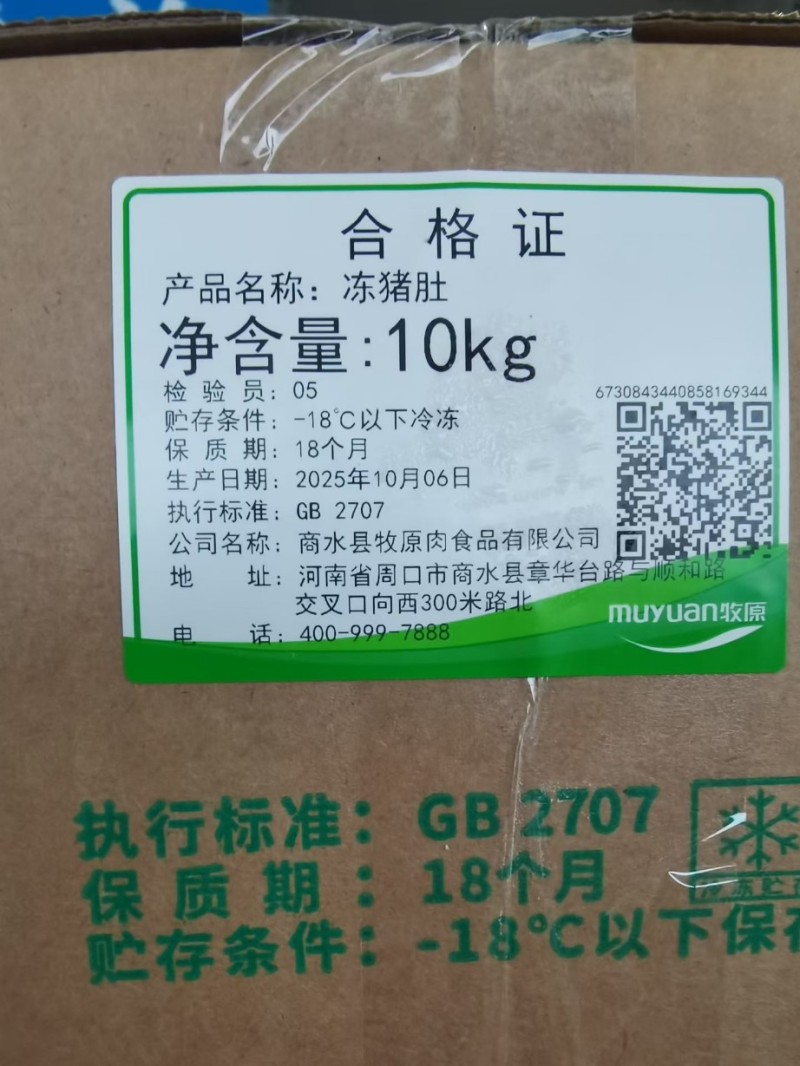 合格证
产品名称：冻猪肚
净含量:10kg
检验员：05
6730843440858169344
贮存条件：-18℃以下冷冻
保质期：18个月
生产日期：2025年10月06日
执行标准：GB 2707
公司名称：商水县牧原肉食品有限公司
地址：河南省周口市商水县章华台路与顺和路
交叉口向西300米路北
muyuan牧原
电话：400-999-7888
执行标准：GB 2707
保质期：18个月
冷冻贮
贮存条件：-18℃以下保存